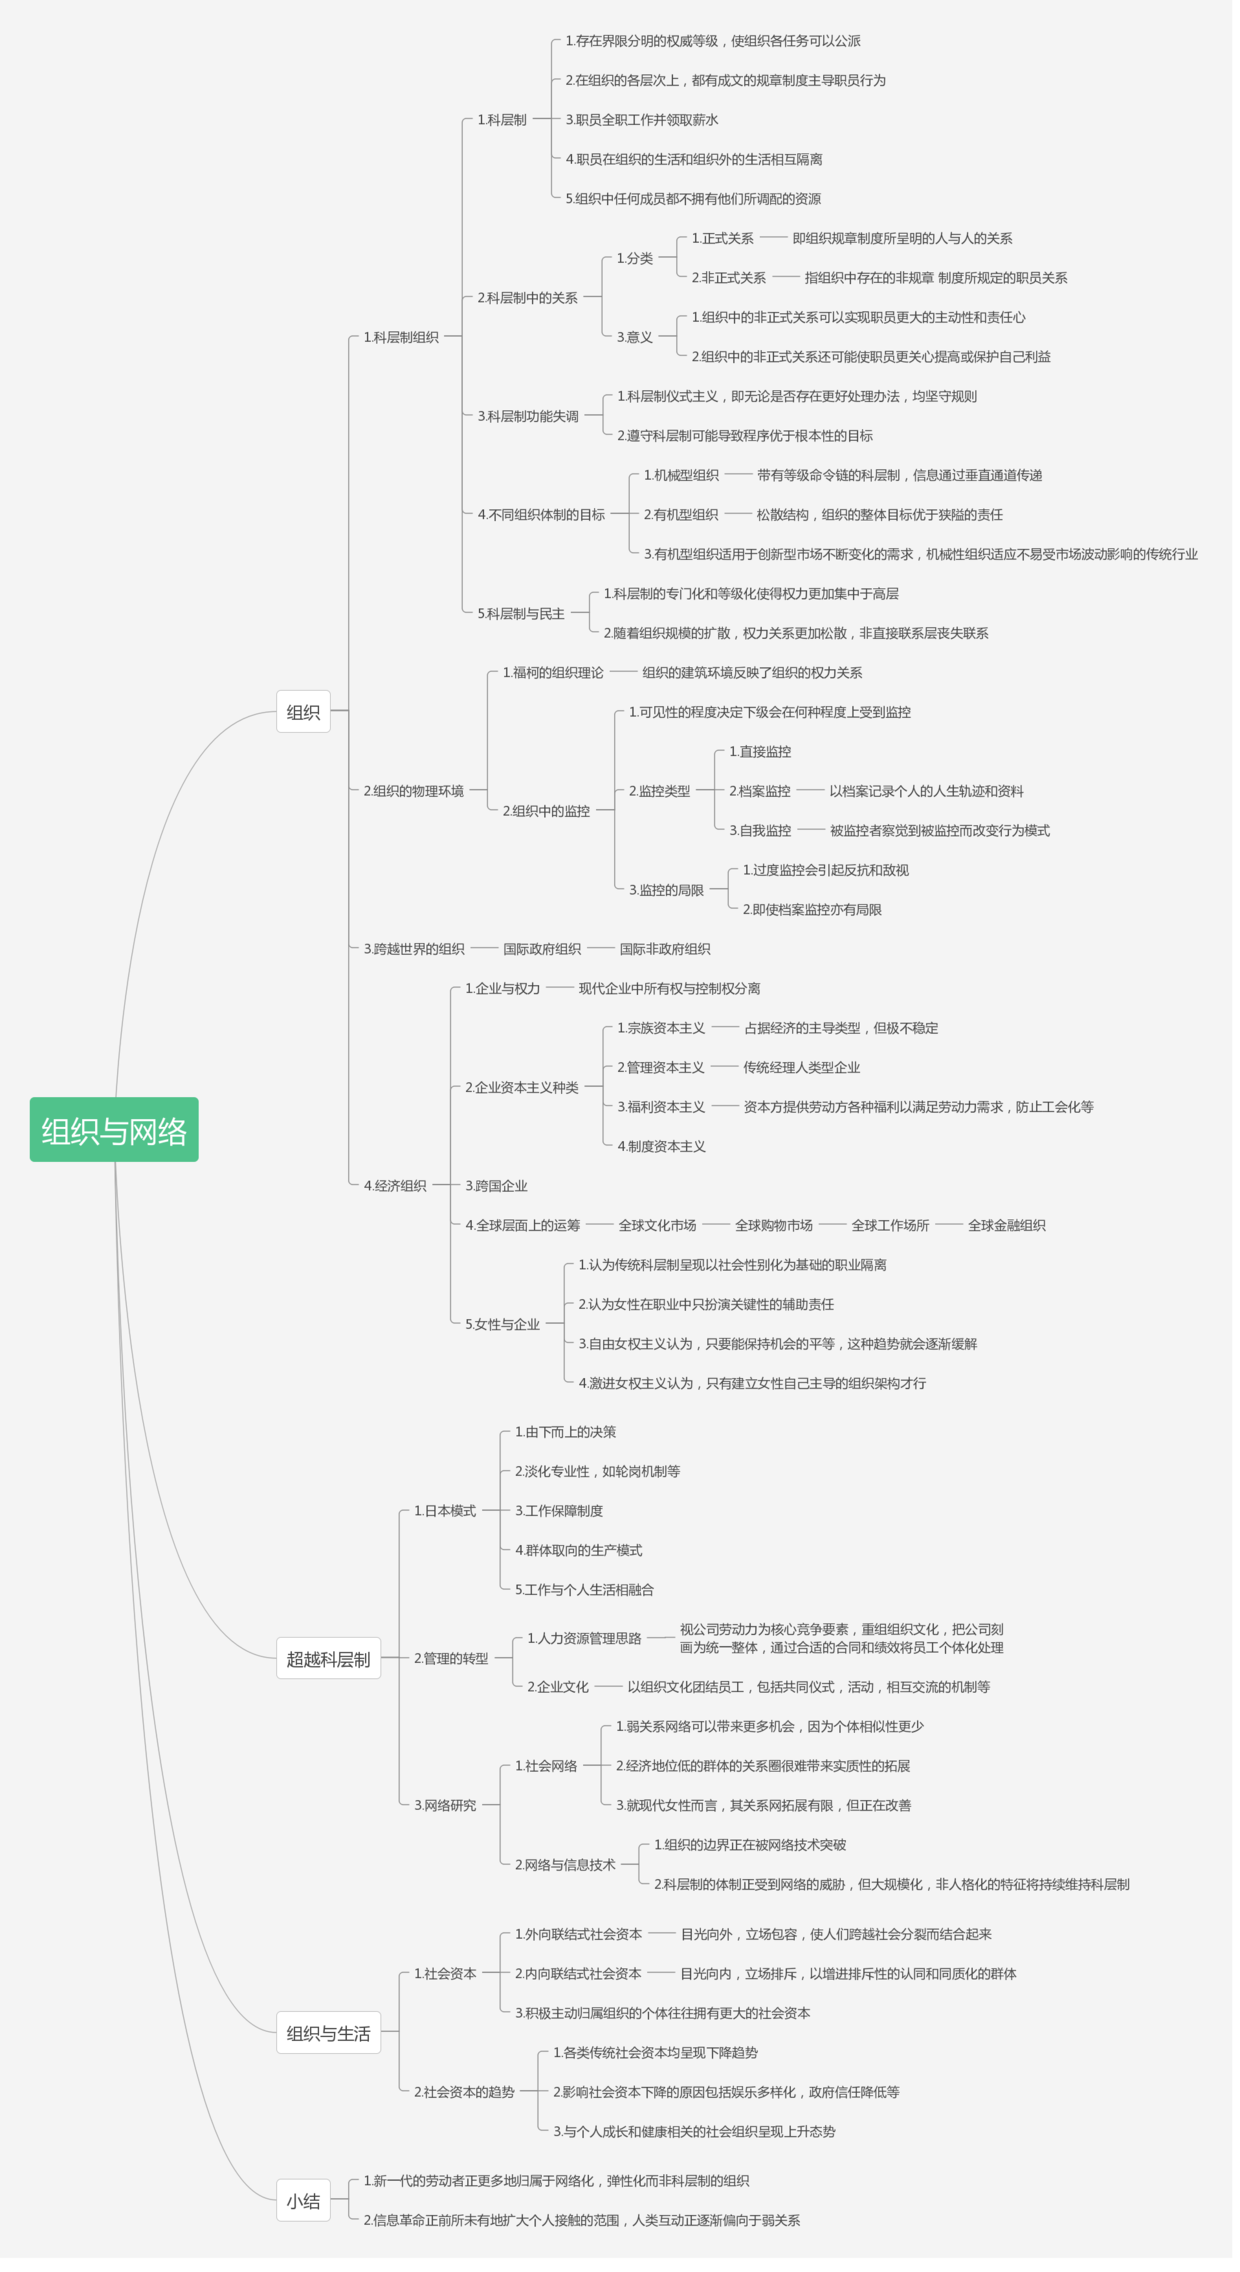 组织与网络
组织
1.科层制组织
1.科层制
1.存在界限分明的权威等级，使组织各任务可以公派
2.在组织的各层次上，都有成文的规章制度主导职员行为
3.职员全职工作并领取薪水
4.职员在组织的生活和组织外的生活相互隔离
5.组织中任何成员都不拥有他们所调配的资源
2.科层制中的关系
1.分类
1.正式关系
即组织规章制度所呈明的人与人的关系
2.非正式关系
指组织中存在的非规章 制度所规定的职员关系
3.意义
1.组织中的非正式关系可以实现职员更大的主动性和责任心
2.组织中的非正式关系还可能使职员更关心提高或保护自己利益
3.科层制功能失调
1.科层制仪式主义，即无论是否存在更好处理办法，均坚守规则
2.遵守科层制可能导致程序优于根本性的目标
4.不同组织体制的目标
1.机械型组织
带有等级命令链的科层制，信息通过垂直通道传递
2.有机型组织
松散结构，组织的整体目标优于狭隘的责任
3.有机型组织适用于创新型市场不断变化的需求，机械性组织适应不易受市场波动影响的传统行业
5.科层制与民主
1.科层制的专门化和等级化使得权力更加集中于高层
2.随着组织规模的扩散，权力关系更加松散，非直接联系层丧失联系
2.组织的物理环境
1.福柯的组织理论
组织的建筑环境反映了组织的权力关系
2.组织中的监控
1.可见性的程度决定下级会在何种程度上受到监控
2.监控类型
1.直接监控
2.档案监控
以档案记录个人的人生轨迹和资料
3.自我监控
被监控者察觉到被监控而改变行为模式
3.监控的局限
1.过度监控会引起反抗和敌视
2.即使档案监控亦有局限
3.跨越世界的组织
国际政府组织
国际非政府组织
4.经济组织
1.企业与权力
现代企业中所有权与控制权分离
2.企业资本主义种类
1.宗族资本主义
占据经济的主导类型，但极不稳定
2.管理资本主义
传统经理人类型企业
3.福利资本主义
资本方提供劳动方各种福利以满足劳动力需求，防止工会化等
4.制度资本主义
3.跨国企业
4.全球层面上的运筹
全球文化市场
全球购物市场
全球工作场所
全球金融组织
5.女性与企业
1.认为传统科层制呈现以社会性别化为基础的职业隔离
2.认为女性在职业中只扮演关键性的辅助责任
3.自由女权主义认为，只要能保持机会的平等，这种趋势就会逐渐缓解
4.激进女权主义认为，只有建立女性自己主导的组织架构才行
超越科层制
1.日本模式
1.由下而上的决策
2.淡化专业性，如轮岗机制等
3.工作保障制度
4.群体取向的生产模式
5.工作与个人生活相融合
2.管理的转型
1.人力资源管理思路
视公司劳动力为核心竞争要素，重组组织文化，把公司刻
画为统一整体，通过合适的合同和绩效将员工个体化处理
2.企业文化
以组织文化团结员工，包括共同仪式，活动，相互交流的机制等
3.网络研究
1.社会网络
1.弱关系网络可以带来更多机会，因为个体相似性更少
2.经济地位低的群体的关系圈很难带来实质性的拓展
3.就现代女性而言，其关系网拓展有限，但正在改善
2.网络与信息技术
1.组织的边界正在被网络技术突破
2.科层制的体制正受到网络的威胁，但大规模化，非人格化的特征将持续维持科层制
组织与生活
1.社会资本
1.外向联结式社会资本
目光向外，立场包容，使人们跨越社会分裂而结合起来
2.内向联结式社会资本
目光向内，立场排斥，以增进排斥性的认同和同质化的群体
3.积极主动归属组织的个体往往拥有更大的社会资本
2.社会资本的趋势
1.各类传统社会资本均呈现下降趋势
2.影响社会资本下降的原因包括娱乐多样化，政府信任降低等
3.与个人成长和健康相关的社会组织呈现上升态势
小结
1.新一代的劳动者正更多地归属于网络化，弹性化而非科层制的组织
2.信息革命正前所未有地扩大个人接触的范围，人类互动正逐渐偏向于弱关系